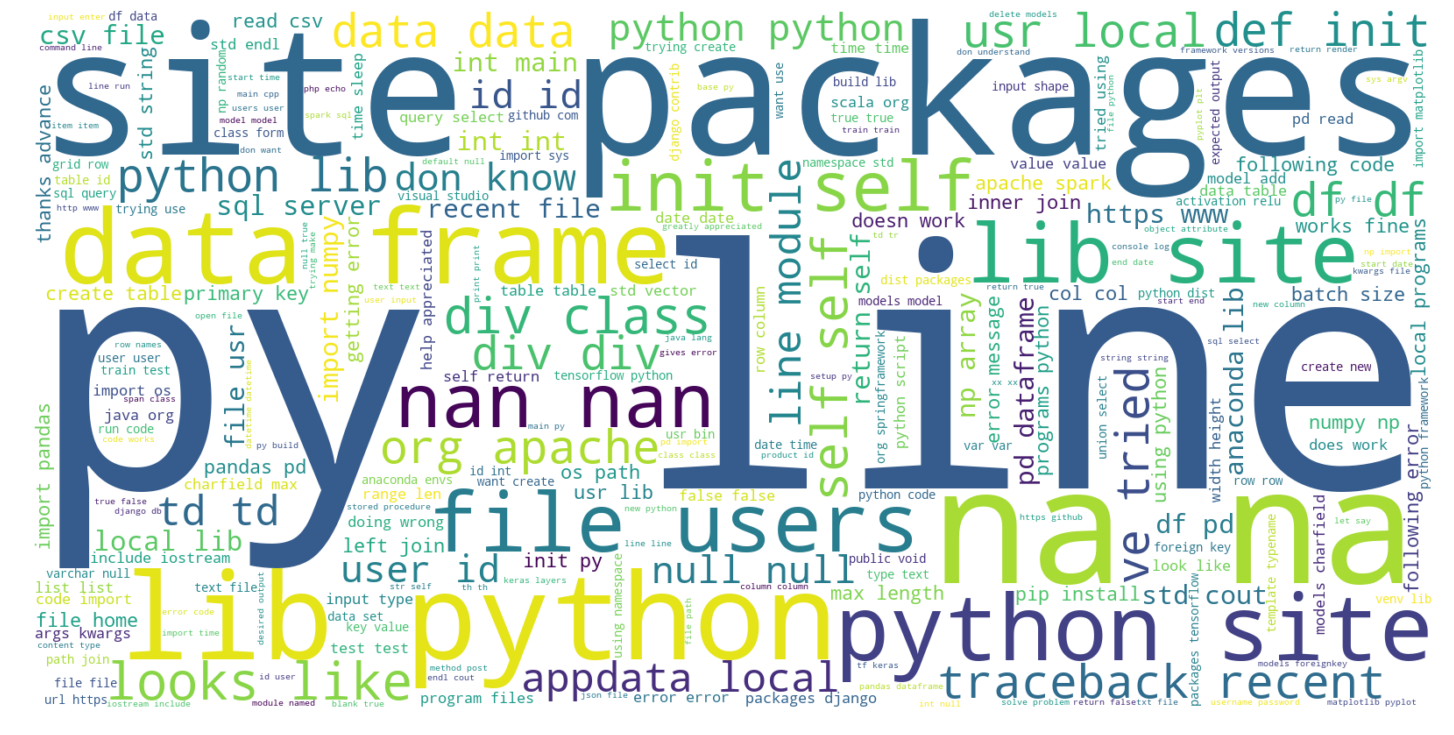 input enter
df data
read csv
data data
python python
delete models
usr local
def init
csv file
command line
std endl
trying create
time time
don understand
framework versions
return render
site packages
std string
np random
start time
time sleep
int main
id id
django contrib
want use
build lib
input shape
tried using
file python
pyplot plt
expected output
sys argv
import matplotlib
line run
main cpp
php echo
base py
users user
model model
spark sql
query select
github com
scala org
true true
train train
pd read
item item
class form
don want
int int
thanks advance
grid row
table id
sql query
http www
trying use
python lib
default null
import sys
don know
visual studio
sql server
recent file
init self
namespace std
value value
apache spark
inner join
doesn work
following code
model add
data table
activation relu
https www
df df
py file
works fine
null true
trying make
import numpy
getting error
date date
greatly appreciated
line module
self self
return self
td tr
object attribute
console log
end date
np import
start date
kwargs file
local programs
data frame
select id
text text
user input
help appreciated
print print
dist packages
lib site
create table
primary key
table table
std vector
row column
models model
return true
start end
col col
python dist
new column
batch size
py line
open file
row names
user user
train test
import os
span class
java org
run code
code works
file usr
datetime datetime
div class
div div
java lang
gives error
self return
tensorflow python
setup py
org springframework
python script
np array
error message
xx xx
pd dataframe
programs python
string string
union select
sql select
anaconda lib
create new
python framework
import pandas
py build
nan nan
main py
pd import
usr bin
class class
date time
product id
var var
ve tried
using python
width height
numpy np
does work
row row
following error
pandas pd
charfield max
org apache
id int
want create
os path
usr lib
anaconda envs
range len
false false
python code
true false
django db
td td
stored procedure
doing wrong
file users
new python
https github
na na
df pd
foreign key
look like
let say
models charfield
local lib
include iostream
left join
init py
line line
public void
type text
user id
null null
varchar null
text file
list list
code import
str self
th th
keras layers
column column
max length
pip install
std cout
template typename
venv lib
file home
args kwargs
content type
error code
import time
desired output
lib python
input type
data set
key value
test test
using namespace
file path
python site
packages tensorflow
path join
file file
url https
iostream include
looks like
id user
module named
blank true
method post
endl cout
program files
appdata local
json file
error error
tf keras
packages django
pandas dataframe
int null
traceback recent
models foreignkey
solve problem
return false
txt file
username password
matplotlib pyplot